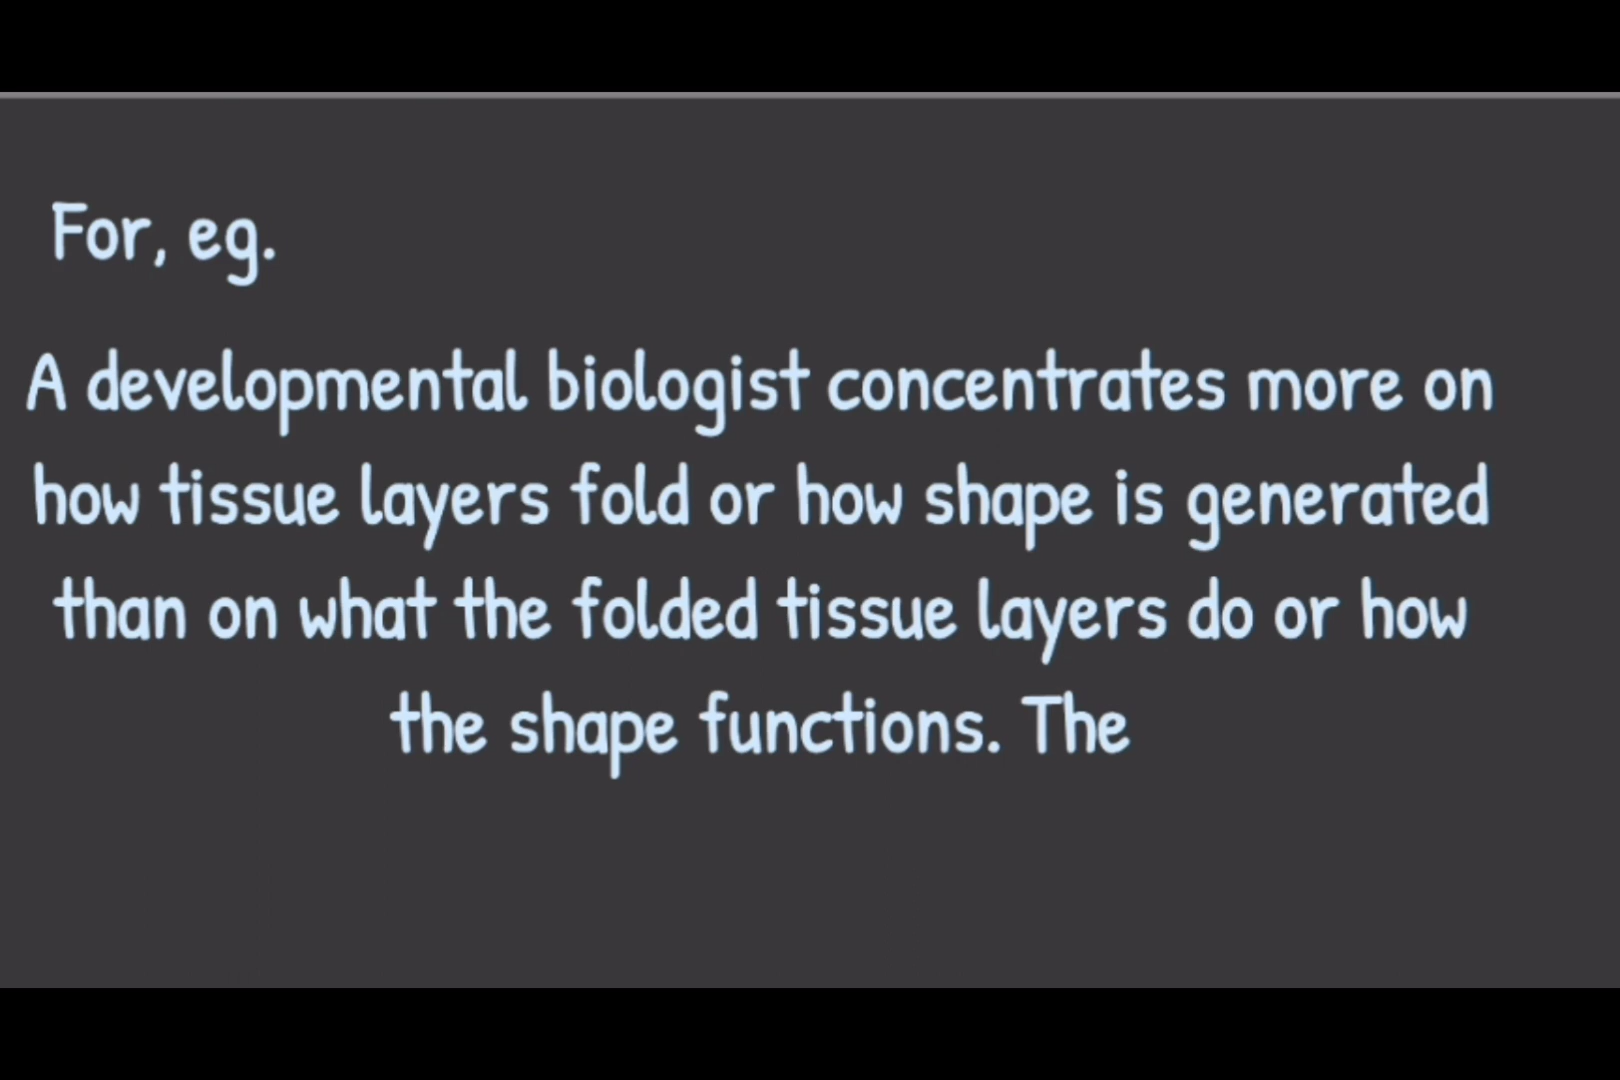 For, eg.
A developmental biologist concentrates more on
how tissue layers fold or how shape is generated
than on what the folded tissue layers do or how
the shape functions. The